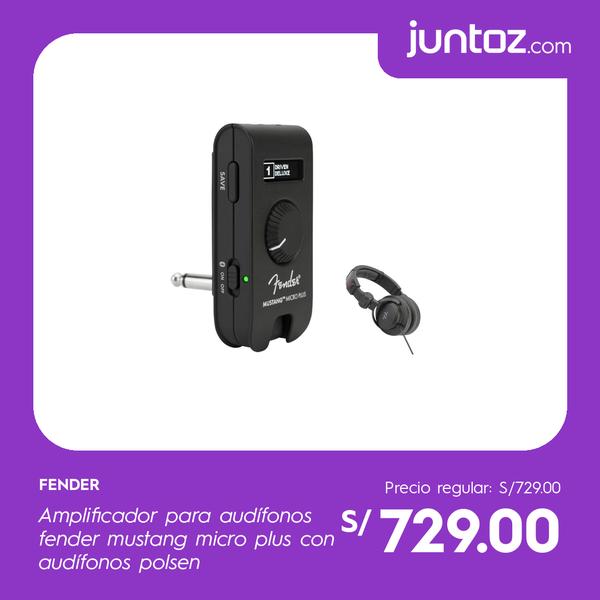 juntoz.com
SAVE
1 DRIVEN
DELUXE
ON OFF
Fender
MUSTANG™ MICRO PLUS
FENDER
Precio regular: S/729.00
Amplificador para audífonos
fender mustang micro plus con
audífonos polsen
S/ 729.00